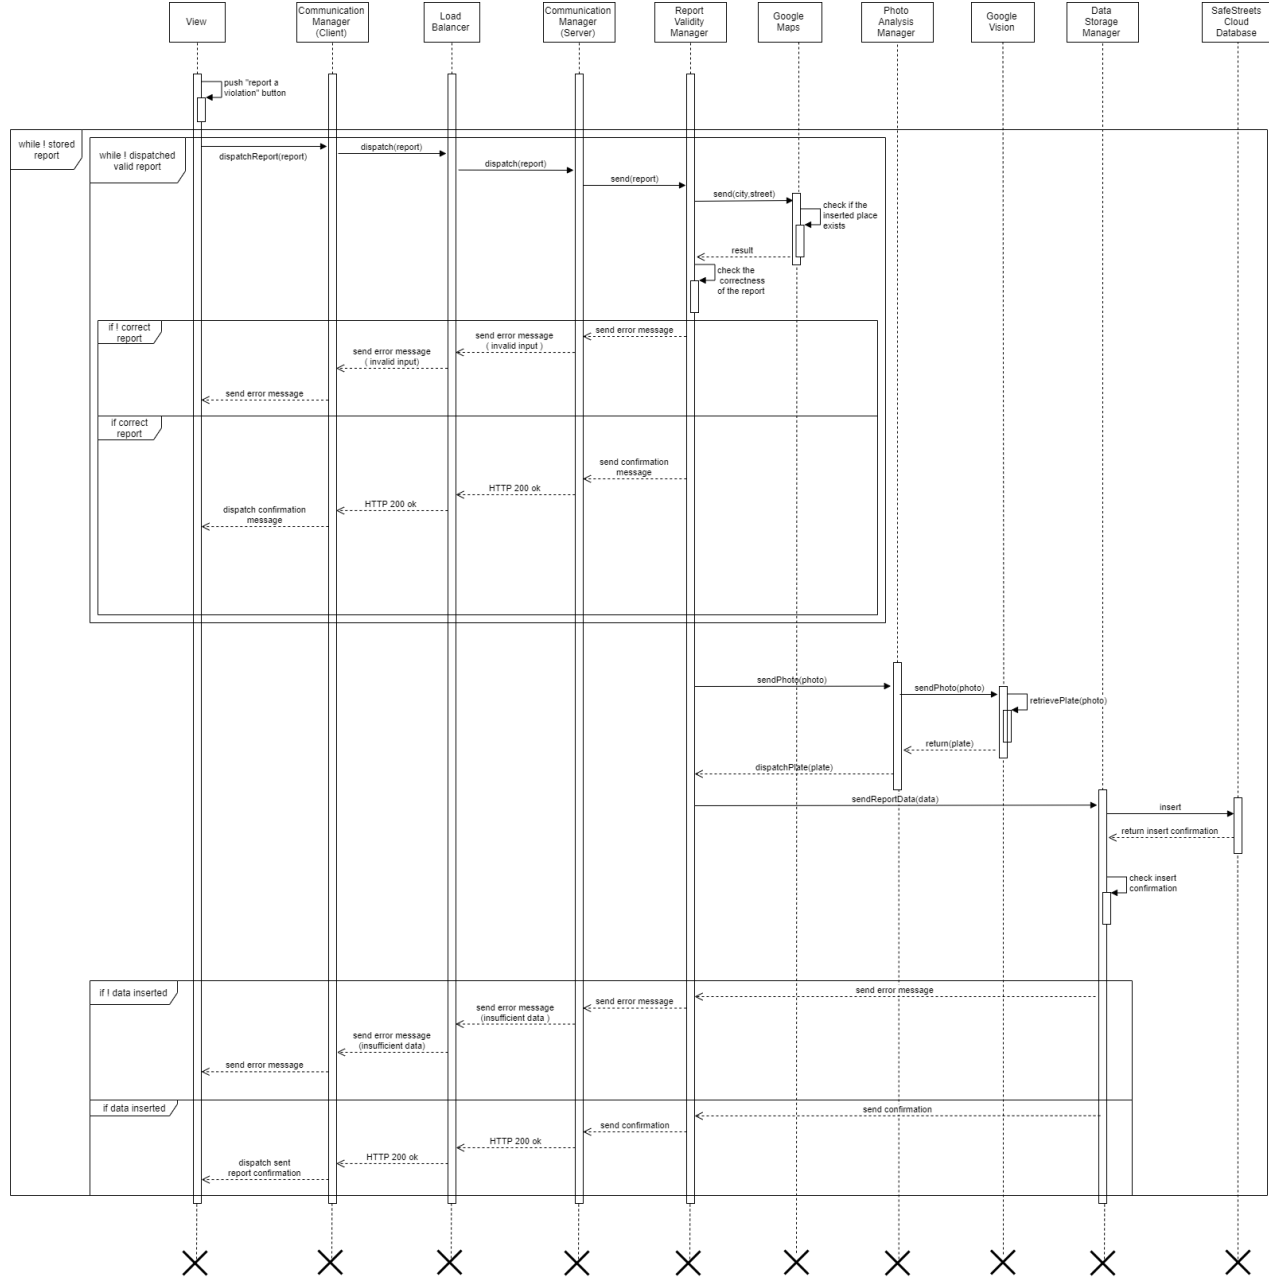 View
Communication
Manager
(Client)
Load
Balancer
Communication
Manager
(Server)
Report
Validity
Manager
Google
Maps
Photo
Analysis
Manager
Google
Vision
Data
Storage
Manager
SafeStreets
Cloud
Database
push "report a
violation" button
while ! stored
report
while ! dispatched
valid report
dispatchReport(report)
dispatch(report)
dispatch(report)
send(report)
send(city,street)
check if the
inserted place
exists
result
check the
correctness
of the report
if ! correct
report
send error message
send error message
( invalid input )
send error message
( invalid input)
send error message
if correct
report
send confirmation
message
HTTP 200 ok
HTTP 200 ok
dispatch confirmation
message
sendPhoto(photo)
sendPhoto(photo)
retrievePlate(photo)
return(plate)
dispatchPlate(plate)
sendReportData(data)
insert
return insert confirmation
check insert
confirmation
if ! data inserted
send error message
send error message
send error message
(insufficient data )
send error message
(insufficient data)
send error message
if data inserted
send confirmation
send confirmation
HTTP 200 ok
HTTP 200 ok
dispatch sent
report confirmation